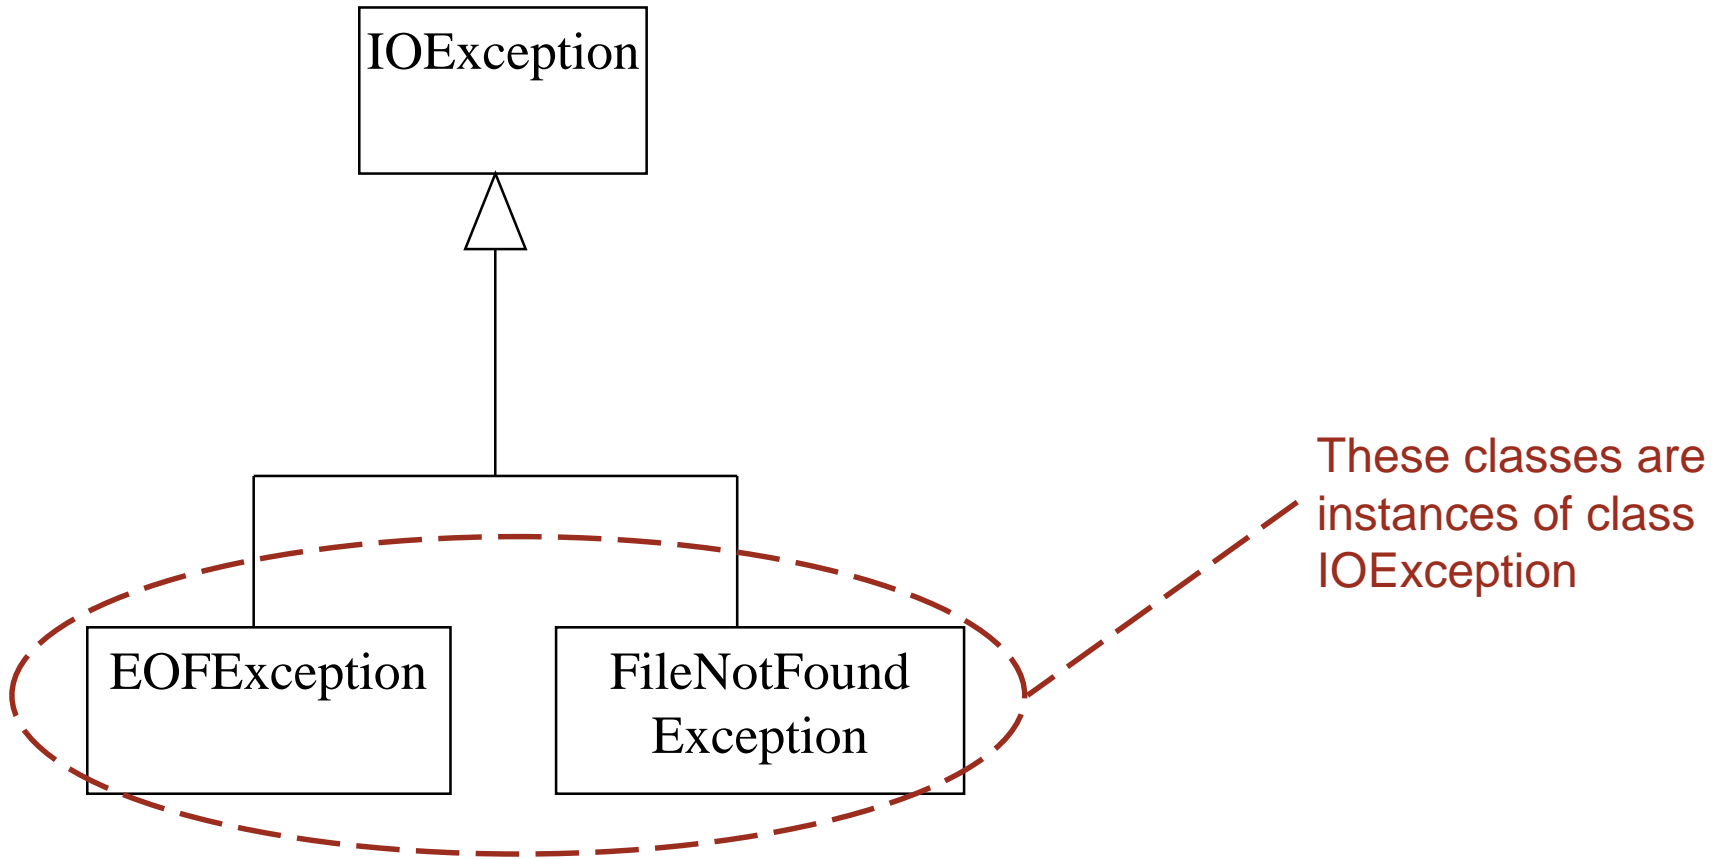 IOException
These classes are
instances of class
IOException
EOFException
FileNotFound
Exception